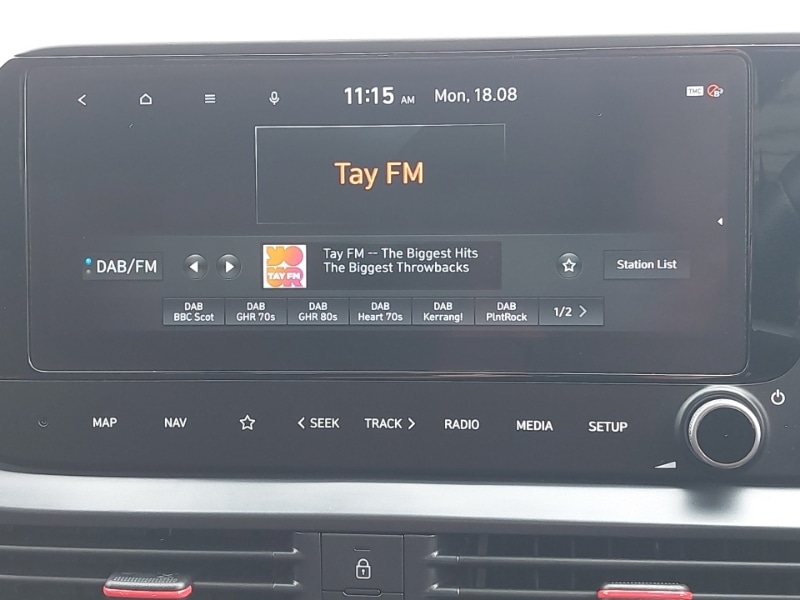 11:15 AM Mon, 18.08
TMC
Tay FM
DAB/FM
YO
UR
TAY FM
Tay FM -- The Biggest Hits
The Biggest Throwbacks
Station List
DAB
BBC Scot
DAB
GHR 70s
DAB
GHR 80s
DAB
Heart 70s
DAB
Kerrang!
DAB
PlntRock
1/2 >
MAP
NAV
< SEEK
TRACK >
RADIO
MEDIA
SETUP